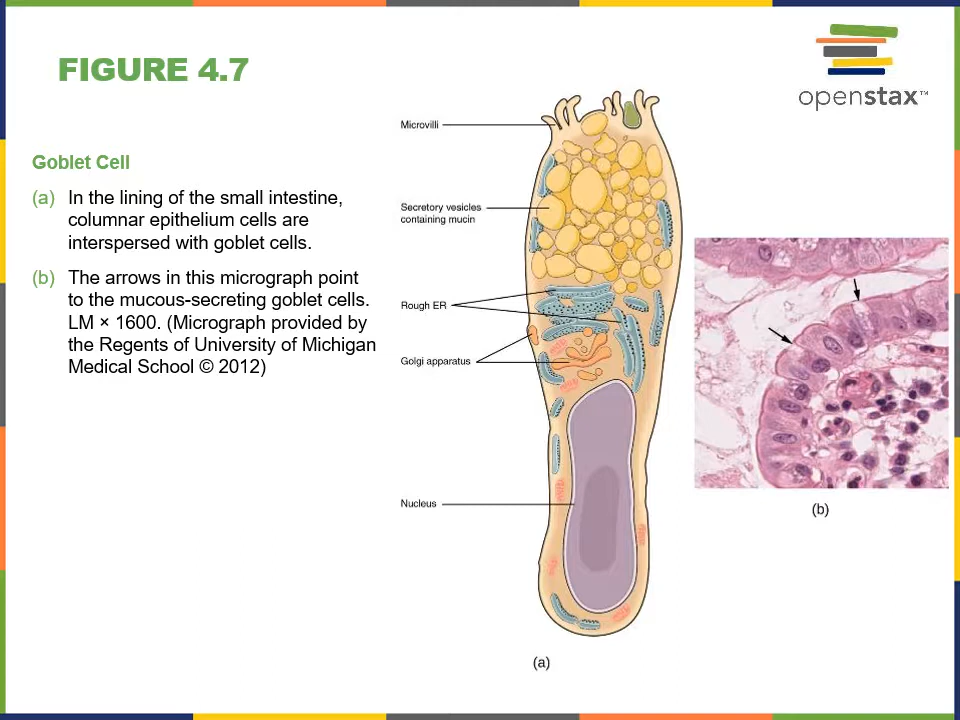 FIGURE 4.7
openstax™
Goblet Cell
(a) In the lining of the small intestine,
columnar epithelium cells are
interspersed with goblet cells.
(b) The arrows in this micrograph point
to the mucous-secreting goblet cells.
LM × 1600. (Micrograph provided by
the Regents of University of Michigan
Medical School © 2012)
Microvilli
Secretory vesicles
containing mucin
Rough ER
Golgi apparatus
Nucleus
(a)
(b)